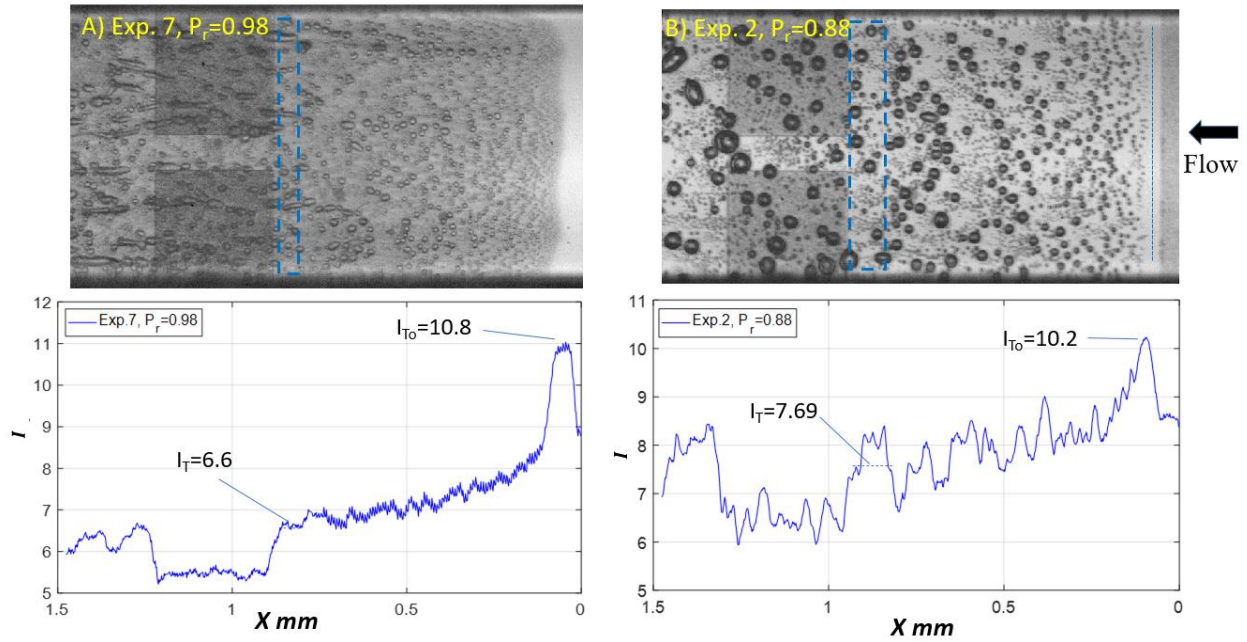 A) Exp. 7, Pr=0.98
B) Exp. 2, Pr=0.88
Flow
12
11
10
9
8
7
6
5
I
Exp.7, Pr=0.98
ITo=10.8
IT=6.6
1.5
1
0.5
0
X mm
11
10
9
8
7
6
5
I
Exp.2, Pr=0.88
ITo=10.2
IT=7.69
1.5
1
0.5
0
X mm